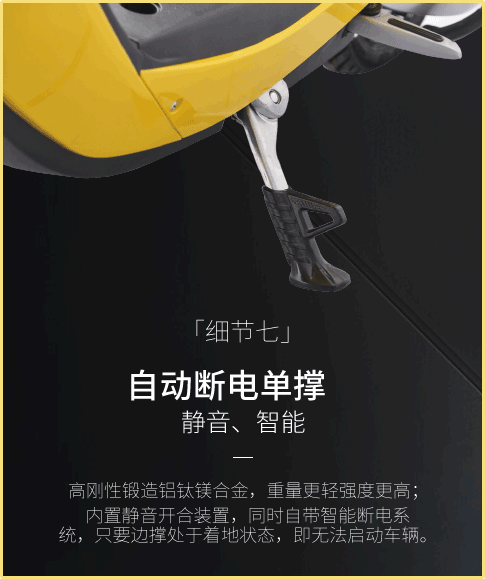 「细节七」
自动断电单撑
静音、智能
高刚性锻造铝钛镁合金，重量更轻强度更高；
内置静音开合装置，同时自带智能断电系
统，只要边撑处于着地状态，即无法启动车辆。